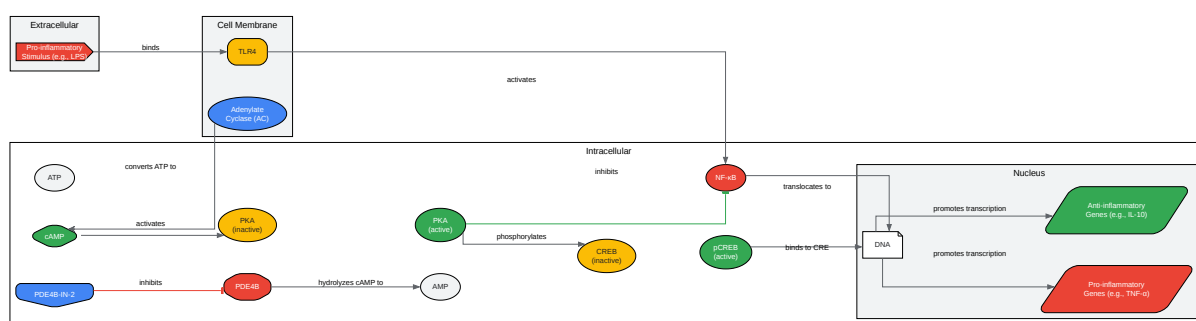 Extracellular
Cell Membrane
Pro-inflammatory
Stimulus (e.g., LPS)
binds
TLR4
activates
Adenylate
Cyclase (AC)
Intracellular
converts ATP to
inhibits
Nucleus
ATP
NF-κB
translocates to
cAMP
activates
PKA
(inactive)
PKA
(active)
phosphorylates
CREB
(inactive)
pCREB
(active)
binds to CRE
DNA
promotes transcription
Anti-inflammatory
Genes (e.g., IL-10)
promotes transcription
Pro-inflammatory
Genes (e.g., TNF-α)
PDE4B-IN-2
inhibits
PDE4B
hydrolyzes cAMP to
AMP